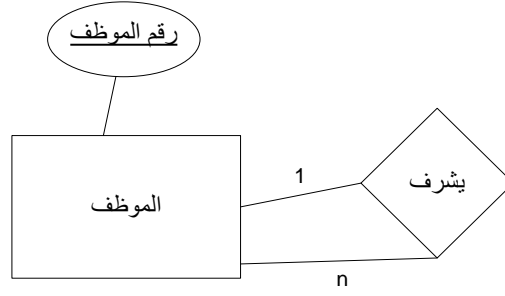 رقم الموظف
الموظف
1
يشرف
n